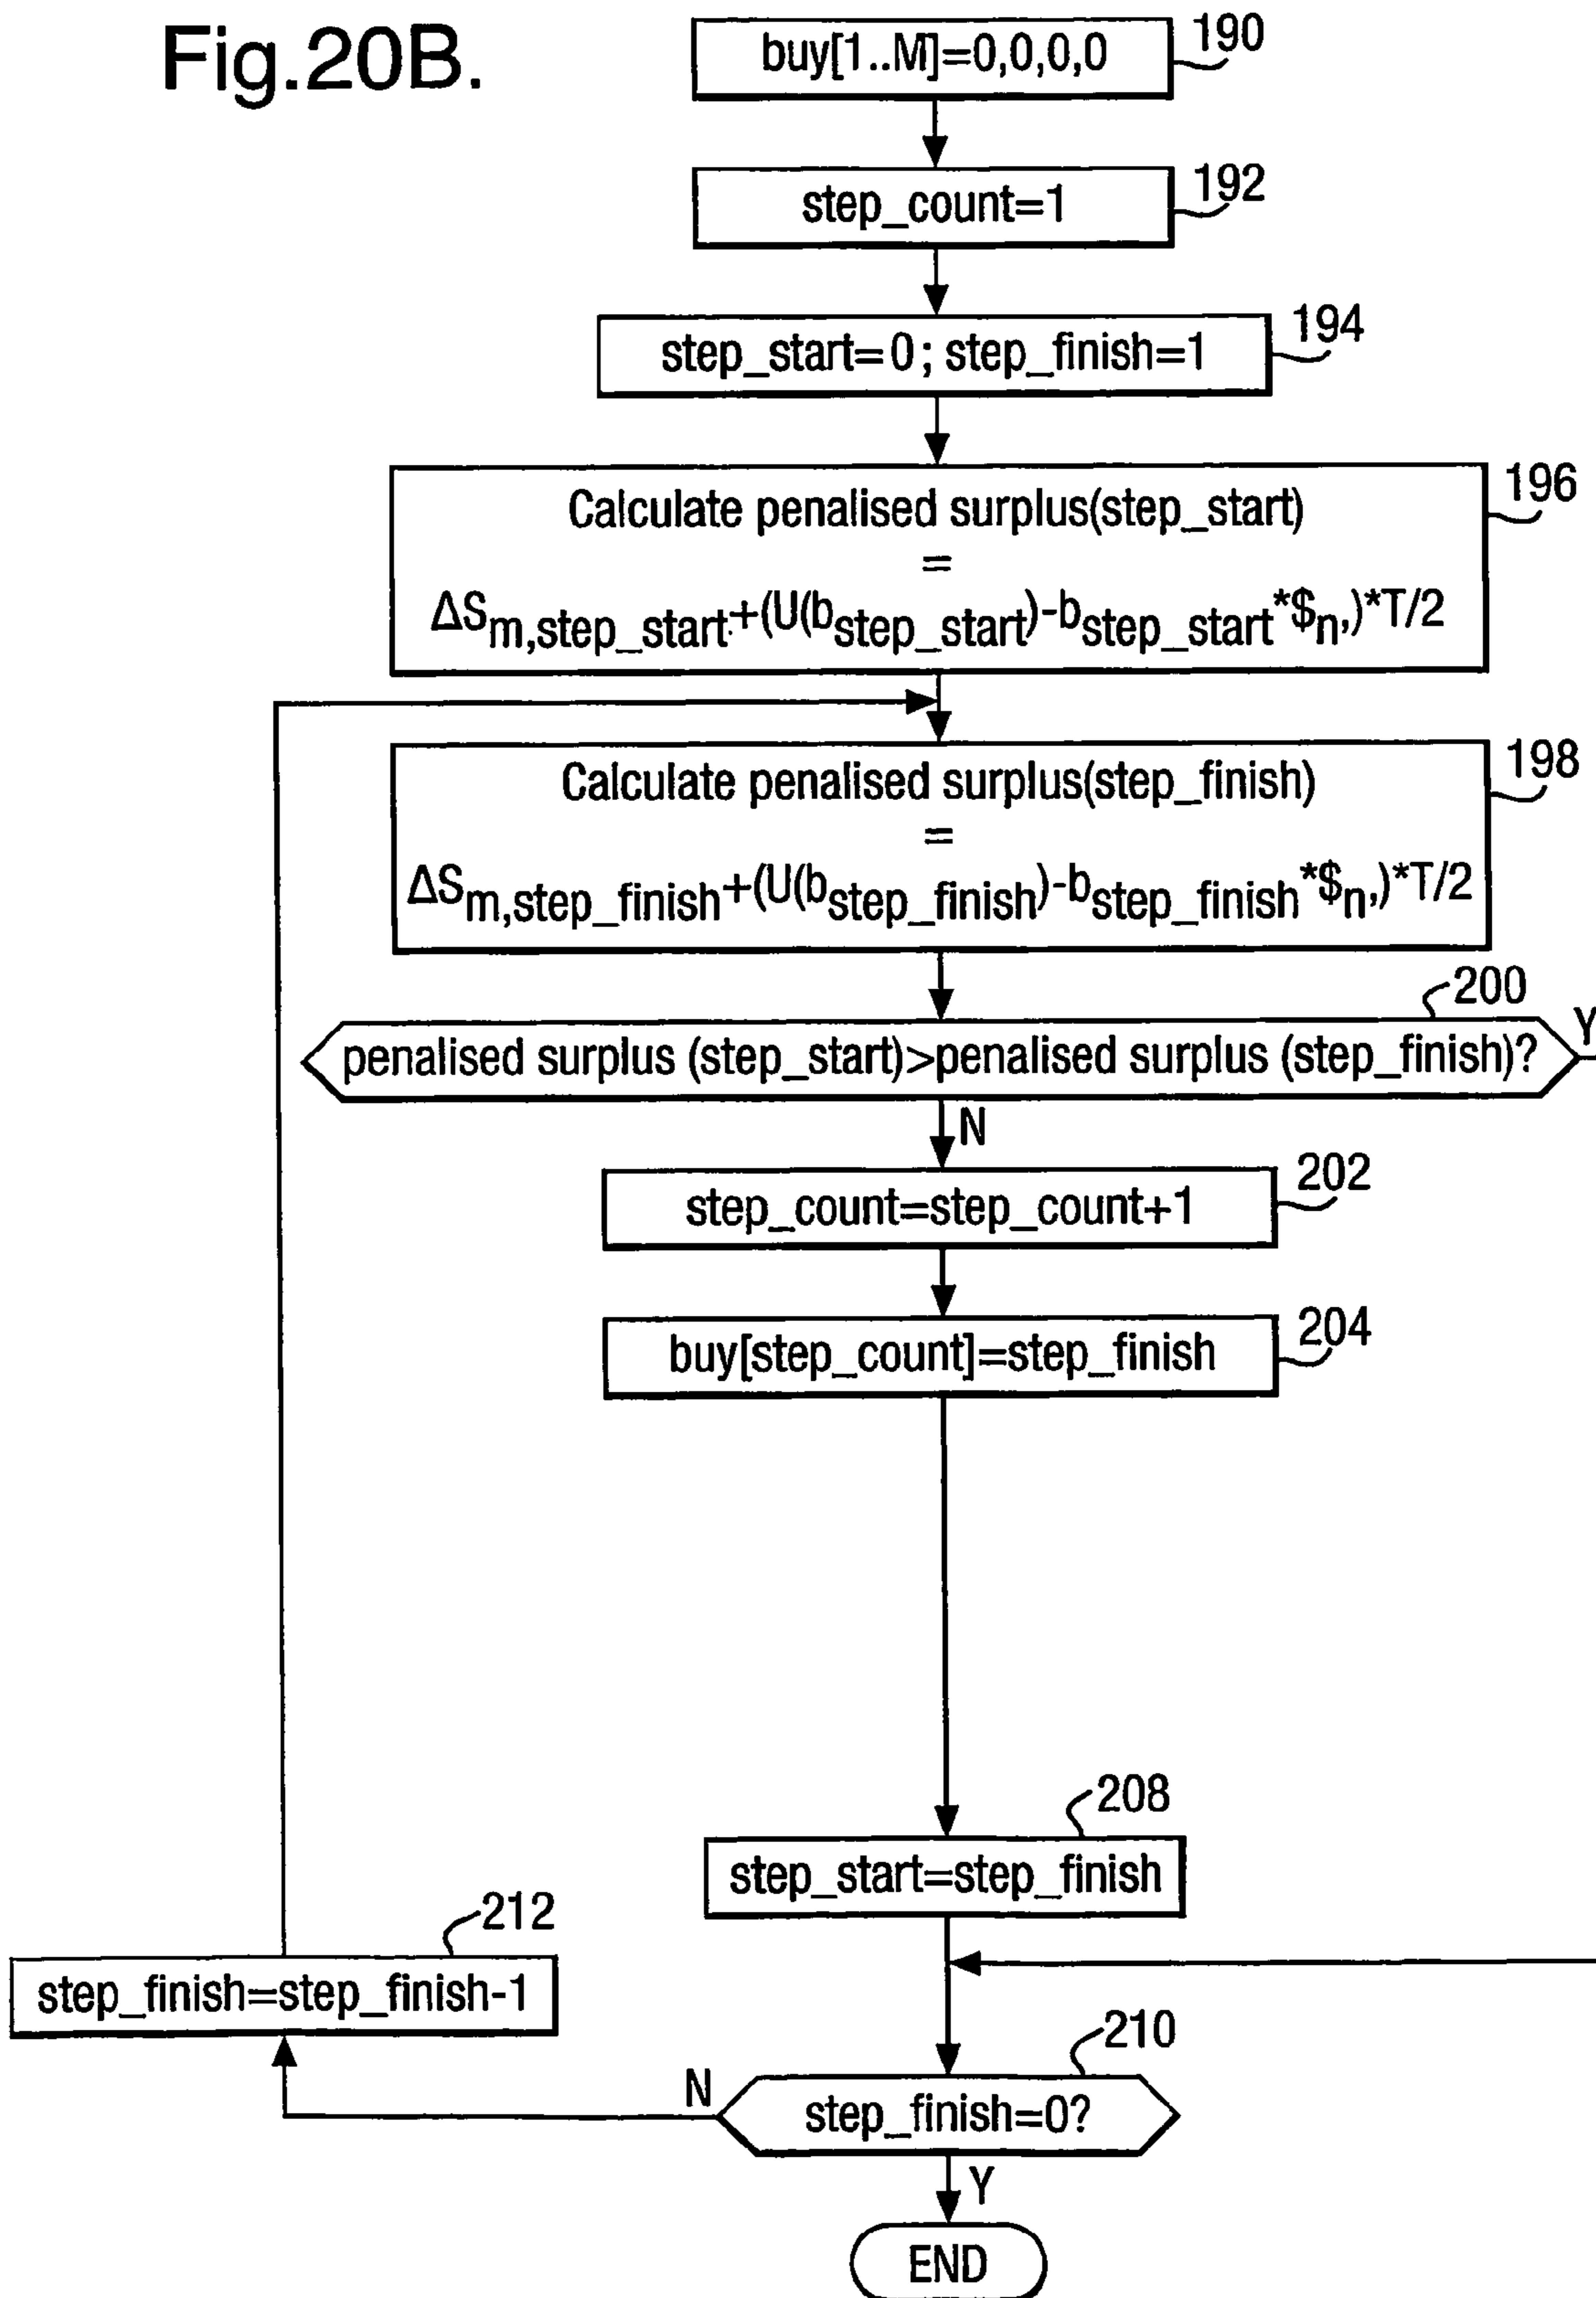 Fig.20B.
buy[1..M]=0,0,0,0
190
step_count=1
192
step_start=0; step_finish=1
194
Calculate penalised surplus(step_start)
=
ΔSm,step_start+(U(bstep_start)-bstep_start*$n,)*T/2
196
Calculate penalised surplus(step_finish)
=
ΔSm,step_finish+(U(bstep_finish)-bstep_finish*$n,)*T/2
198
200
penalised surplus (step_start)>penalised surplus (step_finish)?
Y
N
step_count=step_count+1
202
buy[step_count]=step_finish
204
208
step_start=step_finish
212
step_finish=step_finish-1
210
N
step_finish=0?
Y
END